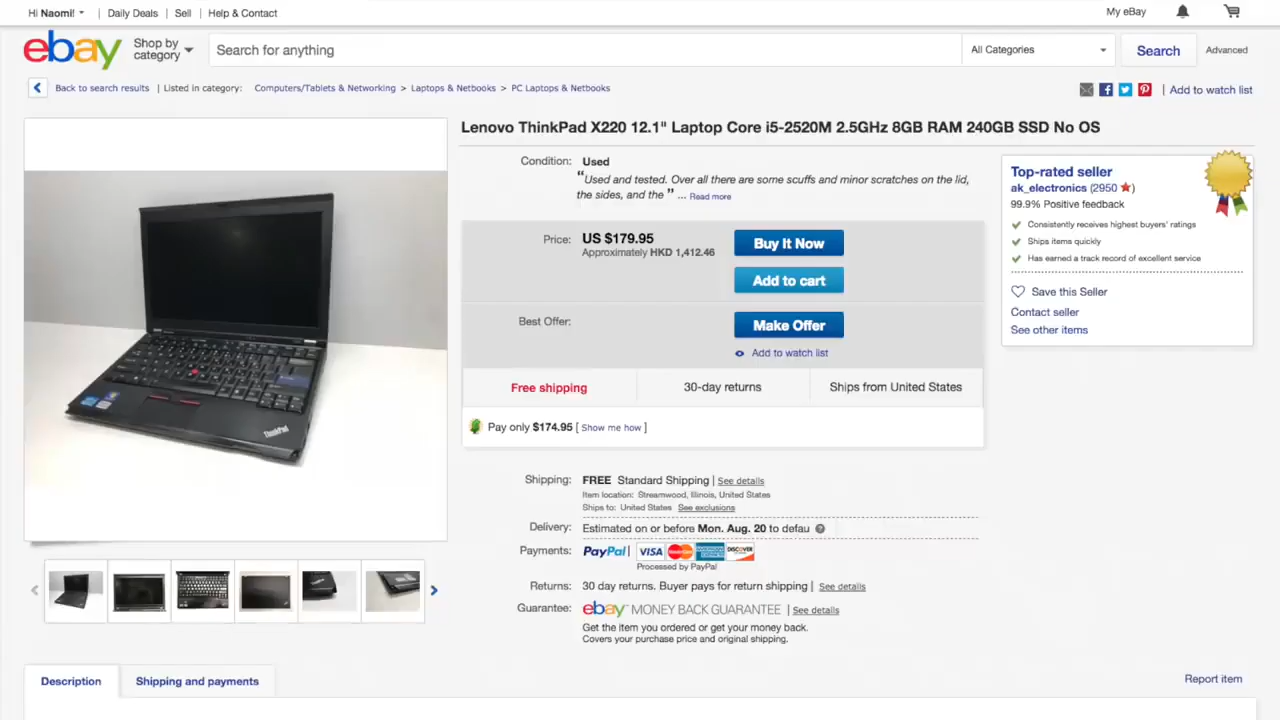 Hi Naomi! | Daily Deals | Sell | Help & Contact
My eBay
ebay
Shop by category
Search for anything
All Categories
Search
Advanced
Back to search results | Listed in category: Computers/Tablets & Networking > Laptops & Netbooks > PC Laptops & Netbooks
| Add to watch list
Lenovo ThinkPad X220 12.1" Laptop Core i5-2520M 2.5GHz 8GB RAM 240GB SSD No OS
Condition: Used
“Used and tested. Over all there are some scuffs and minor scratches on the lid,
the sides, and the ” ... Read more
Price: US $179.95
Approximately HKD 1,412.46
Buy It Now
Add to cart
Best Offer:
Make Offer
Add to watch list
Free shipping
30-day returns
Ships from United States
Pay only $174.95 [ Show me how ]
Shipping: FREE Standard Shipping | See details
Item location: Streamwood, Illinois, United States
Ships to: United States See exclusions
Delivery: Estimated on or before Mon. Aug. 20 to defau
Payments: PayPal | VISA MasterCard AMERICAN EXPRESS DISCOVER
Processed by PayPal
Returns: 30 day returns. Buyer pays for return shipping | See details
Guarantee: ebay MONEY BACK GUARANTEE | See details
Get the item you ordered or get your money back.
Covers your purchase price and original shipping.
Top-rated seller
ak_electronics (2950 ★)
99.9% Positive feedback
Consistently receives highest buyers' ratings
Ships items quickly
Has earned a track record of excellent service
Save this Seller
Contact seller
See other items
ThinkPad
Description
Shipping and payments
Report item